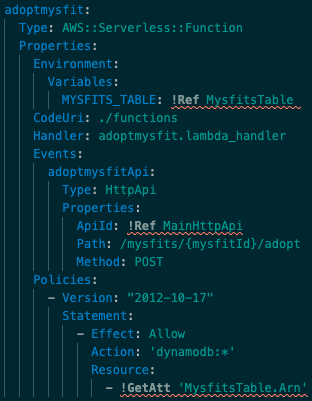 adoptmysfit:
  Type: AWS::Serverless::Function
  Properties:
    Environment:
      Variables:
        MYSFITS_TABLE: !Ref MysfitsTable
    CodeUri: ./functions
    Handler: adoptmysfit.lambda_handler
    Events:
      adoptmysfitApi:
        Type: HttpApi
        Properties:
          ApiId: !Ref MainHttpApi
          Path: /mysfits/{mysfitId}/adopt
          Method: POST
    Policies:
      - Version: "2012-10-17"
        Statement:
          - Effect: Allow
            Action: 'dynamodb:*'
            Resource:
              - !GetAtt 'MysfitsTable.Arn'